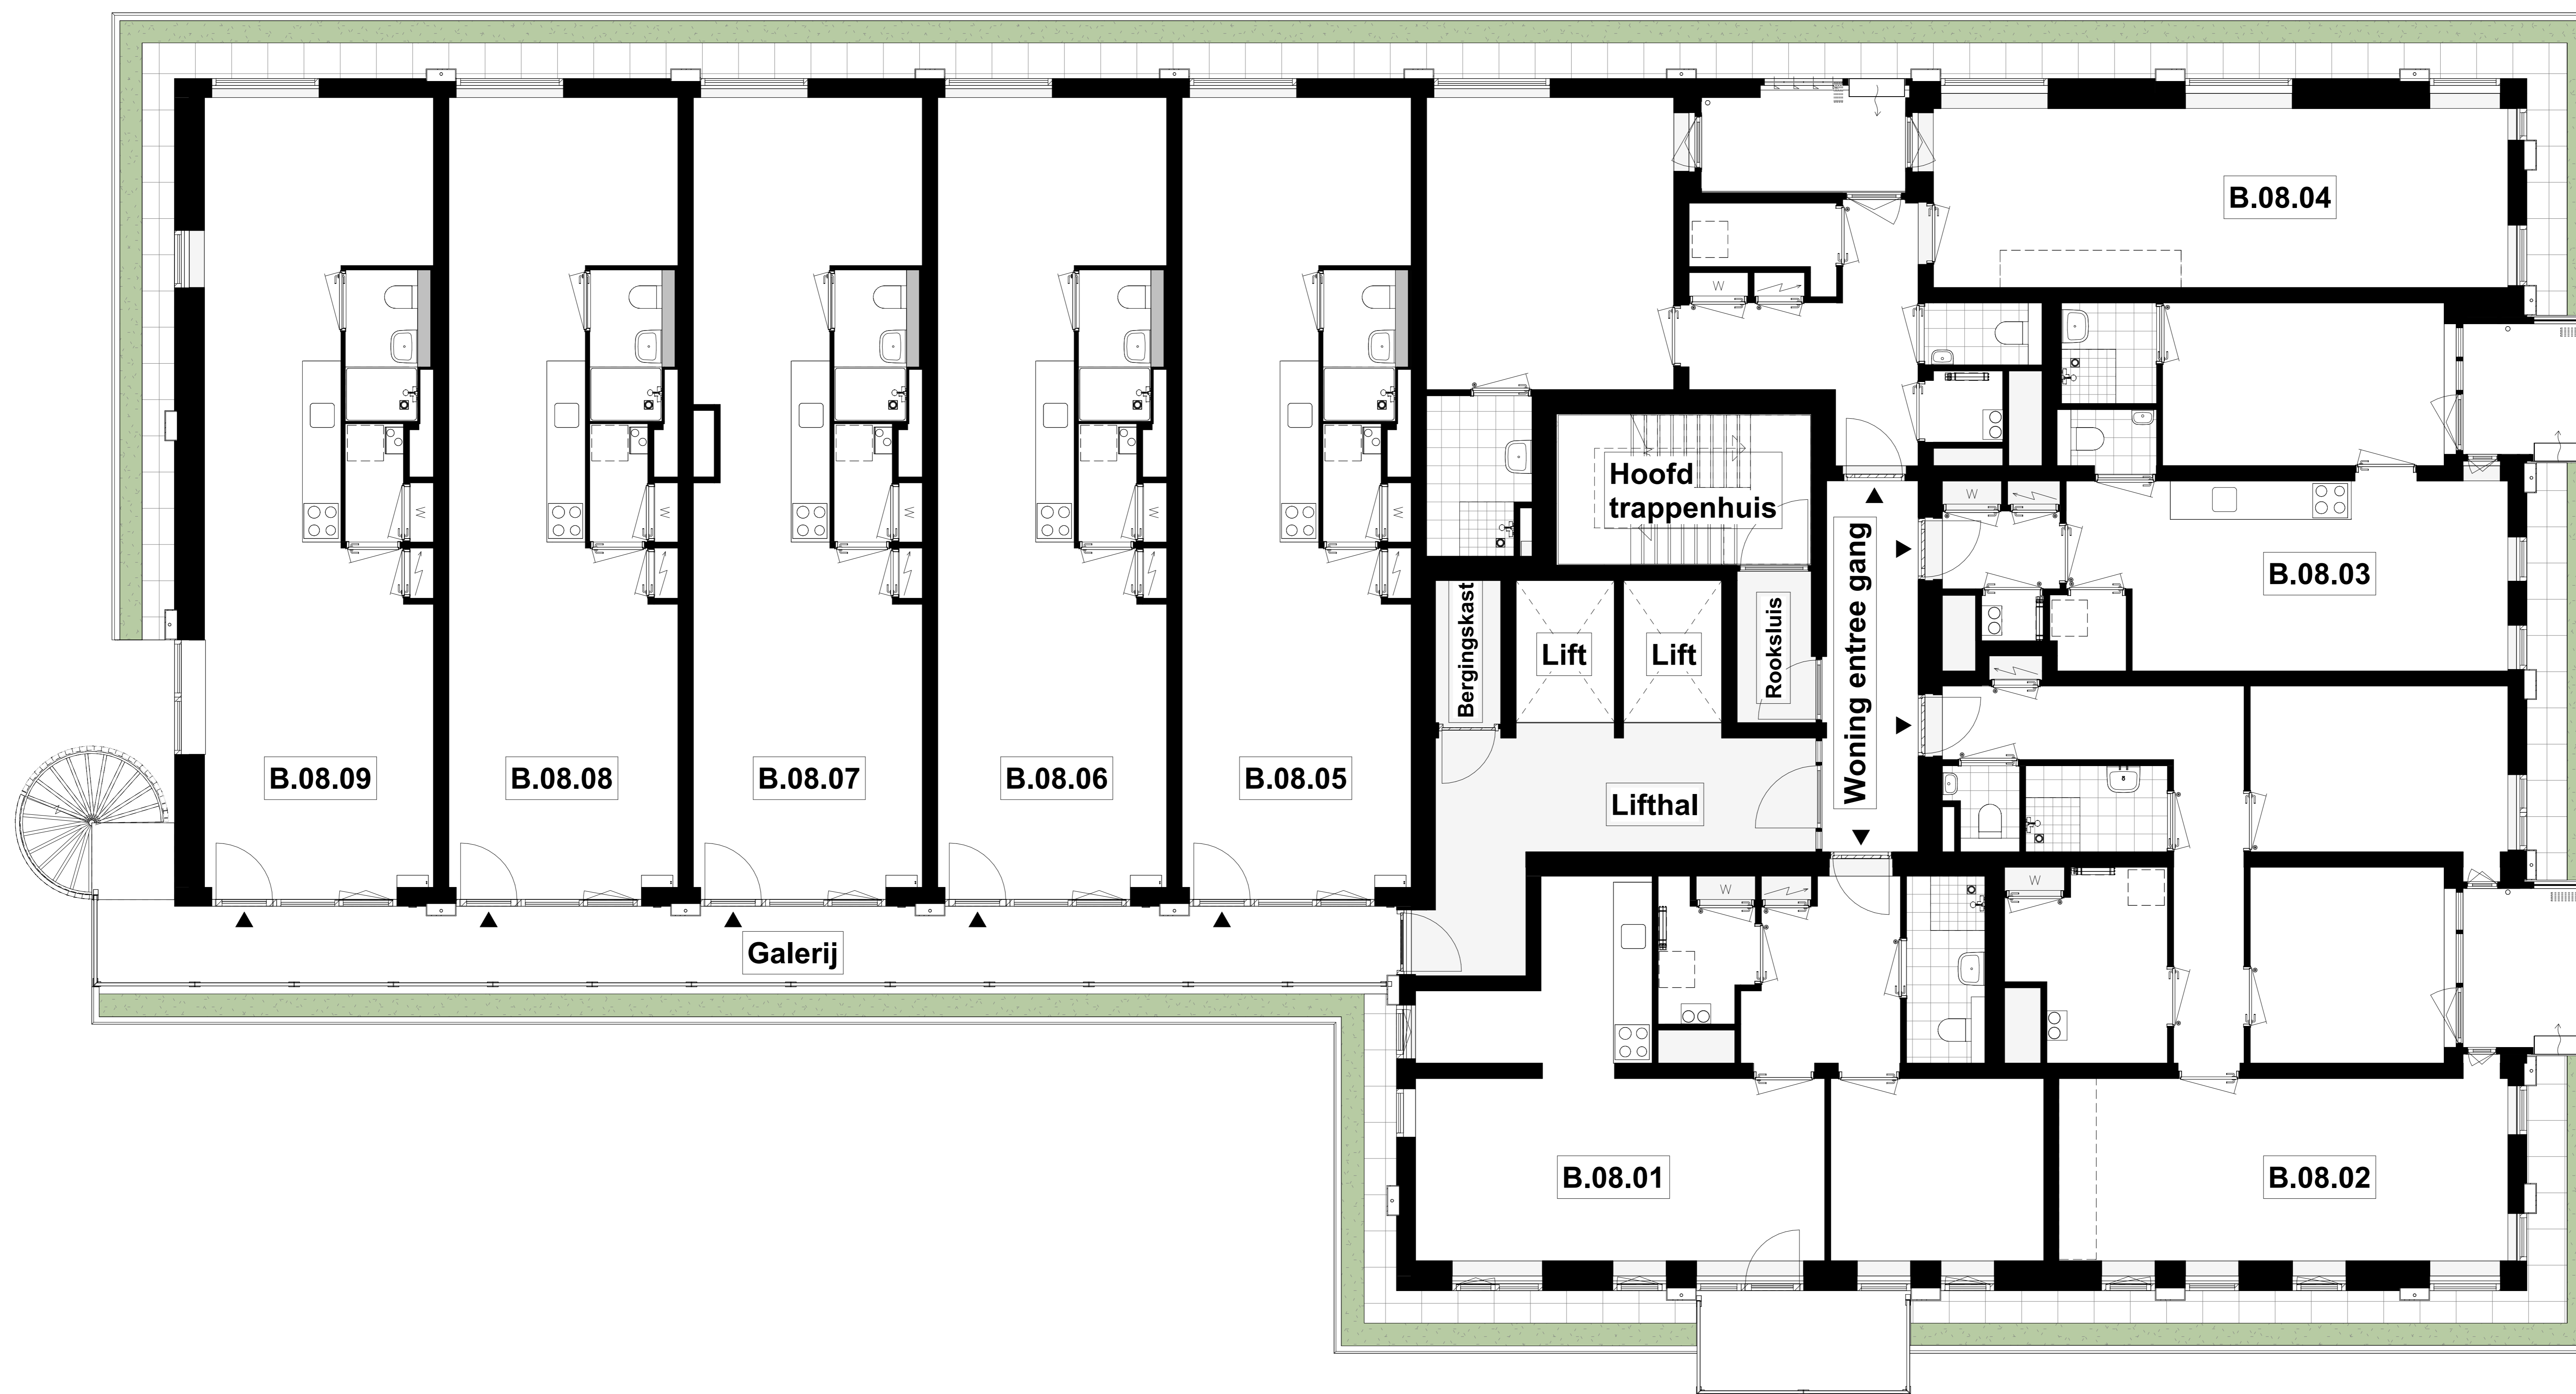 B.08.04
W
Hoofd
trappenhuis
W
W
W
W
W
W
Woning entree gang
B.08.03
Bergingskast
Lift
Lift
Rooksluis
B.08.09
B.08.08
B.08.07
B.08.06
B.08.05
Lifthal
W
W
Galerij
B.08.01
B.08.02